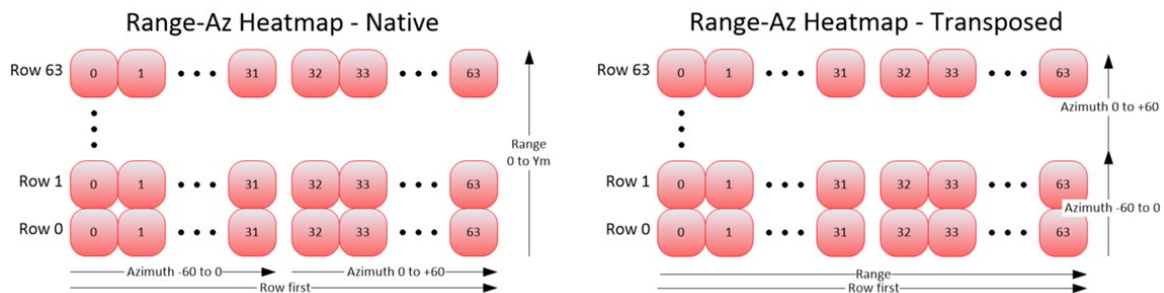 Range-Az Heatmap - Native
Row 63 0 1 31 32 33 63
Range
0 to Ym
Row 1 0 1 31 32 33 63
Row 0 0 1 31 32 33 63
Azimuth -60 to 0 Azimuth 0 to +60
Row first
Range-Az Heatmap - Transposed
Row 63 0 1 31 32 33 63
Azimuth 0 to +60
Row 1 0 1 31 32 33 63
Azimuth -60 to 0
Row 0 0 1 31 32 33 63
Range
Row first